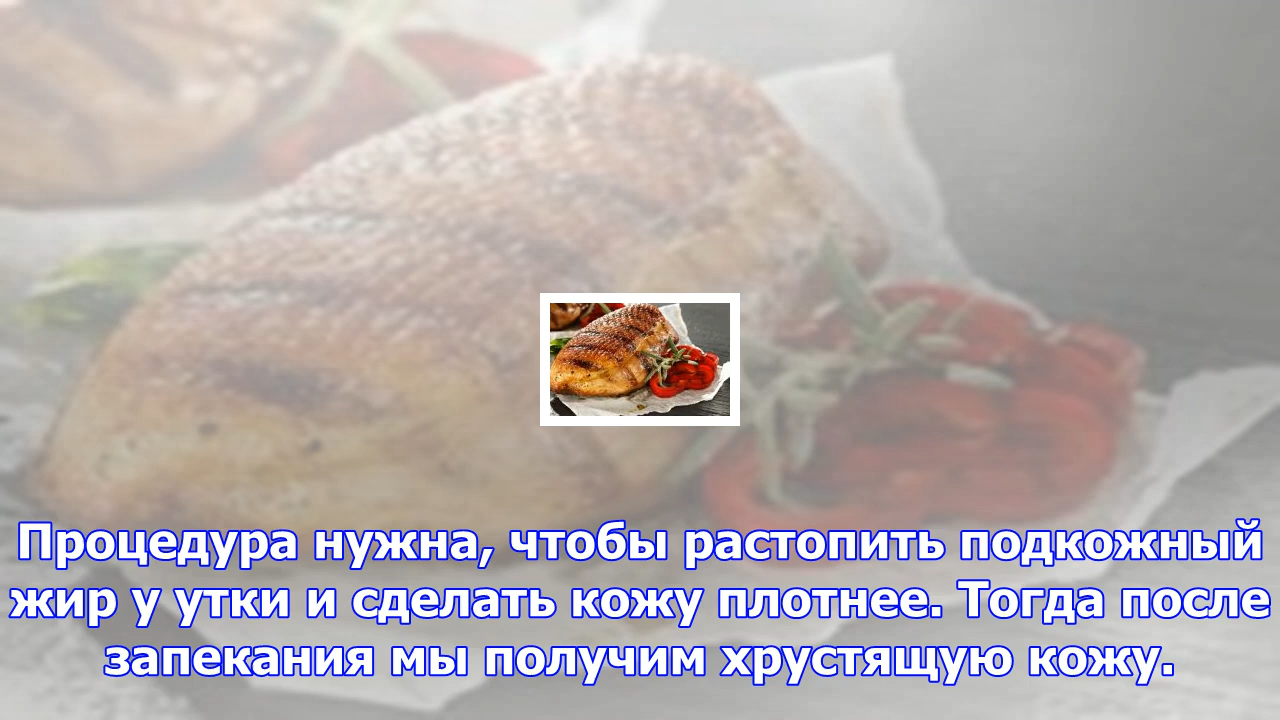 Процедура нужна, чтобы растопить подкожный
жир у утки и сделать кожу плотнее. Тогда после
запекания мы получим хрустящую кожу.